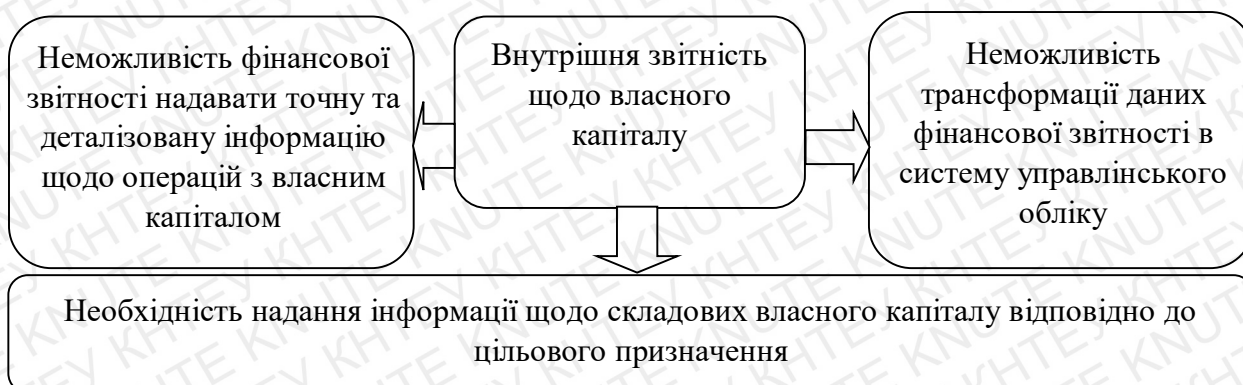 Неможливість фінансової
звітності надавати точну та
деталізовану інформацію
щодо операцій з власним
капіталом
Внутрішня звітність
щодо власного
капіталу
Неможливість
трансформації даних
фінансової звітності в
систему управлінського
обліку
Необхідність надання інформації щодо складових власного капіталу відповідно до
цільового призначення